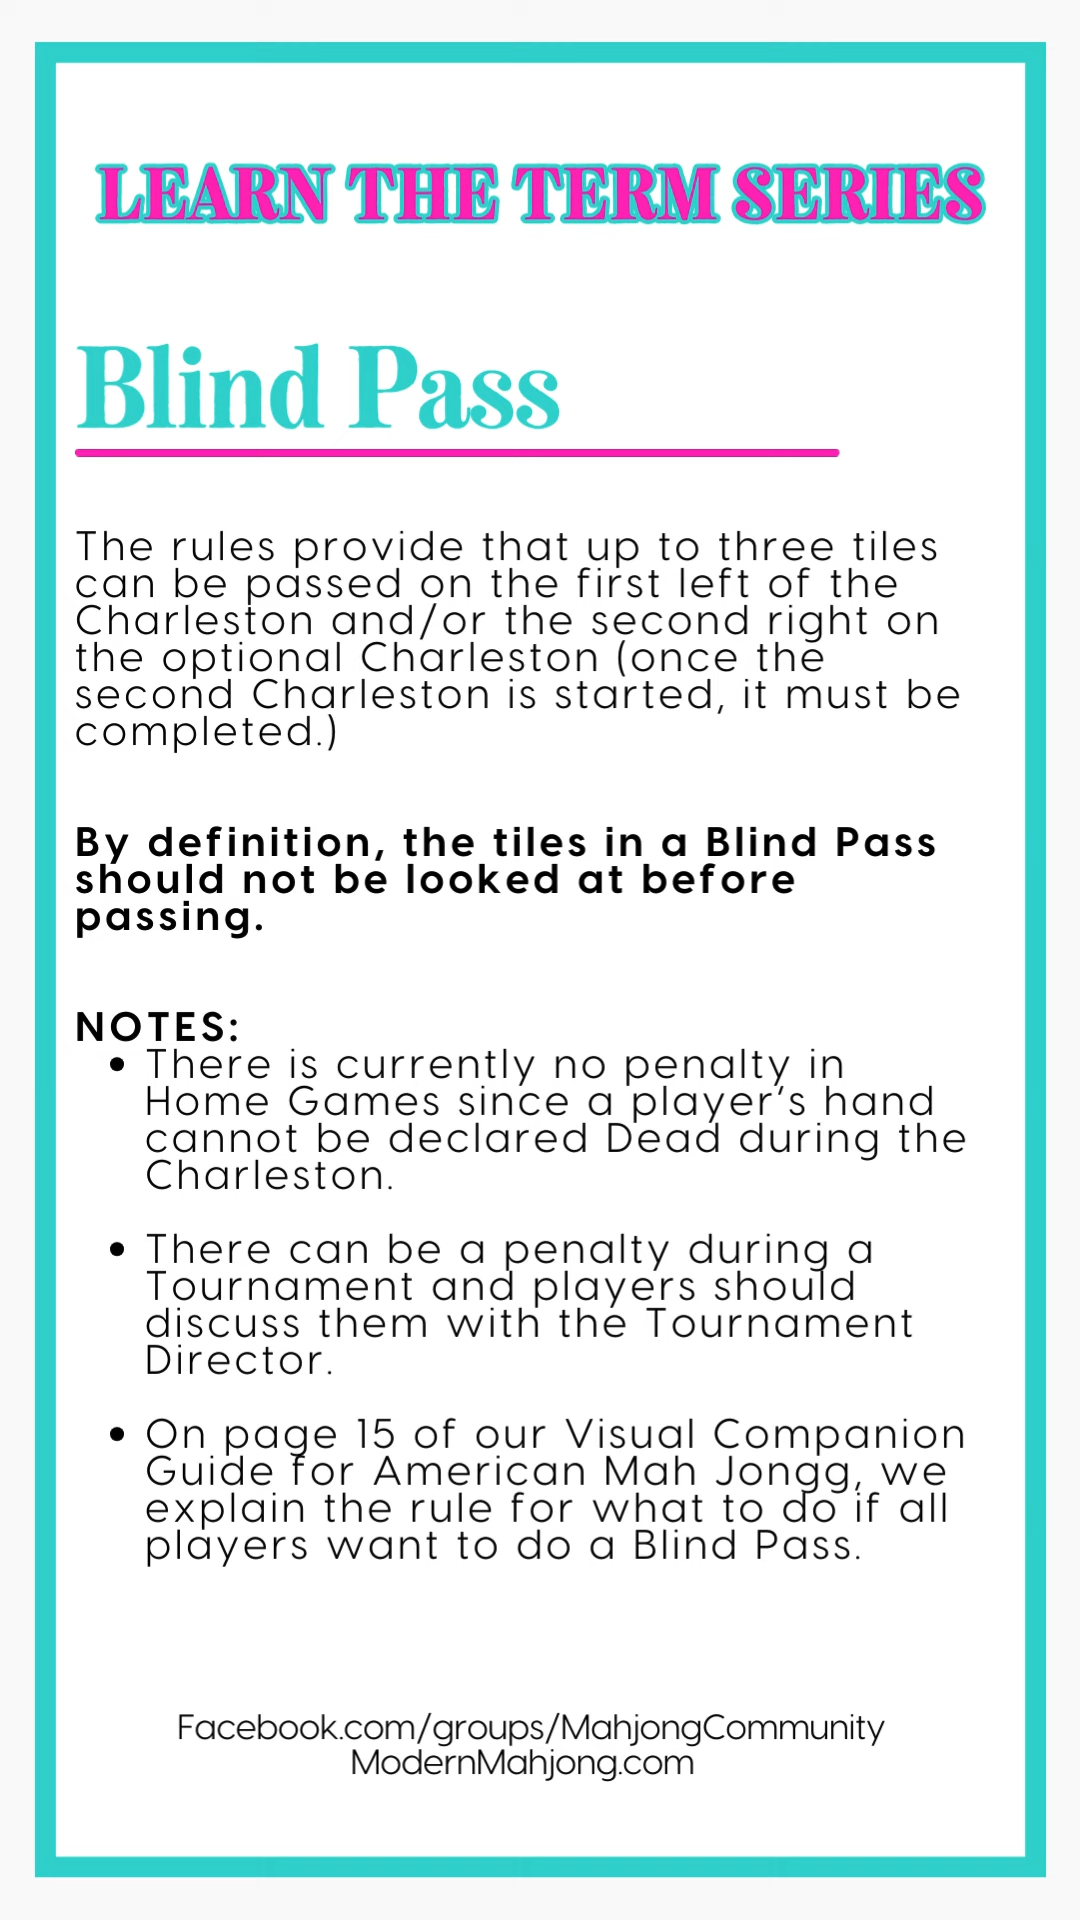 LEARN THE TERM SERIES
Blind Pass
The rules provide that up to three tiles
can be passed on the first left of the
Charleston and/or the second right on
the optional Charleston (once the
second Charleston is started, it must be
completed.)
By definition, the tiles in a Blind Pass
should not be looked at before
passing.
NOTES:
• There is currently no penalty in
Home Games since a player’s hand
cannot be declared Dead during the
Charleston.
• There can be a penalty during a
Tournament and players should
discuss them with the Tournament
Director.
• On page 15 of our Visual Companion
Guide for American Mah Jongg, we
explain the rule for what to do if all
players want to do a Blind Pass.
Facebook.com/groups/MahjongCommunity
ModernMahjong.com